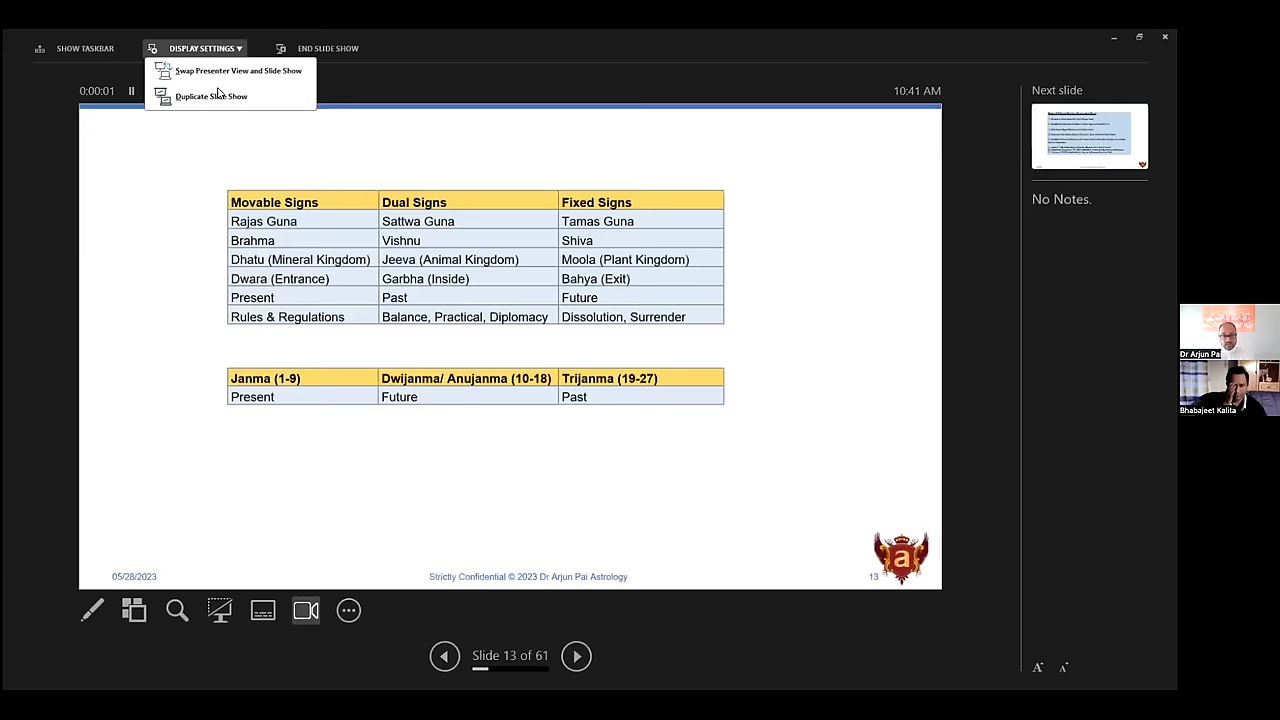 SHOW TASKBAR DISPLAY SETTINGS ▼ END SLIDE SHOW
Swap Presenter View and Slide Show
Duplicate Slide Show
0:00:01
10:41 AM
Movable Signs Dual Signs Fixed Signs
Rajas Guna Sattwa Guna Tamas Guna
Brahma Vishnu Shiva
Dhatu (Mineral Kingdom) Jeeva (Animal Kingdom) Moola (Plant Kingdom)
Dwara (Entrance) Garbha (Inside) Bahya (Exit)
Present Past Future
Rules & Regulations Balance, Practical, Diplomacy Dissolution, Surrender
Janma (1-9) Dwijanma/ Anujanma (10-18) Trijanma (19-27)
Present Future Past
05/28/2023 Strictly Confidential © 2023 Dr Arjun Pai Astrology 13
a
Slide 13 of 61
Next slide
No Notes.
A A
Dr Arjun Pai
Bhabajeet Kalita